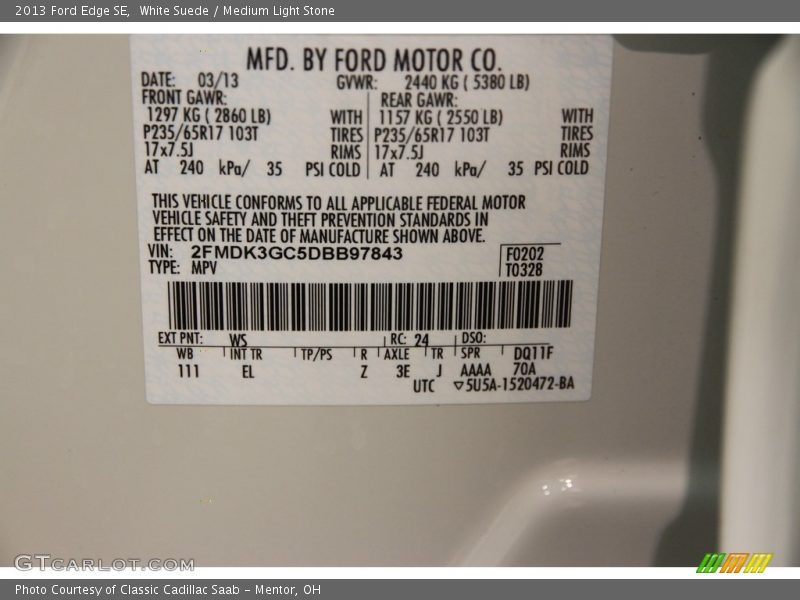 2013 Ford Edge SE,  White Suede / Medium Light Stone
MFD. BY FORD MOTOR CO.
DATE: 03/13 GVWR: 2440 KG ( 5380 LB)
FRONT GAWR: REAR GAWR:
1297 KG ( 2860 LB) WITH 1157 KG ( 2550 LB) WITH
P235/65R17 103T TIRES P235/65R17 103T TIRES
17x7.5J RIMS 17x7.5J RIMS
AT 240 kPa/ 35 PSI COLD AT 240 kPa/ 35 PSI COLD
THIS VEHICLE CONFORMS TO ALL APPLICABLE FEDERAL MOTOR
VEHICLE SAFETY AND THEFT PREVENTION STANDARDS IN
EFFECT ON THE DATE OF MANUFACTURE SHOWN ABOVE.
VIN: 2FMDK3GC5DBB97843 F0202
TYPE: MPV T0328
EXT PNT: WS RC: 24 DSO:
WB INT TR TP/PS R AXLE TR SPR DQ11F
111 EL Z 3E J AAAA 70A
UTC ▽5U5A-1520472-BA
GTCARLOT.COM
Photo Courtesy of Classic Cadillac Saab - Mentor, OH